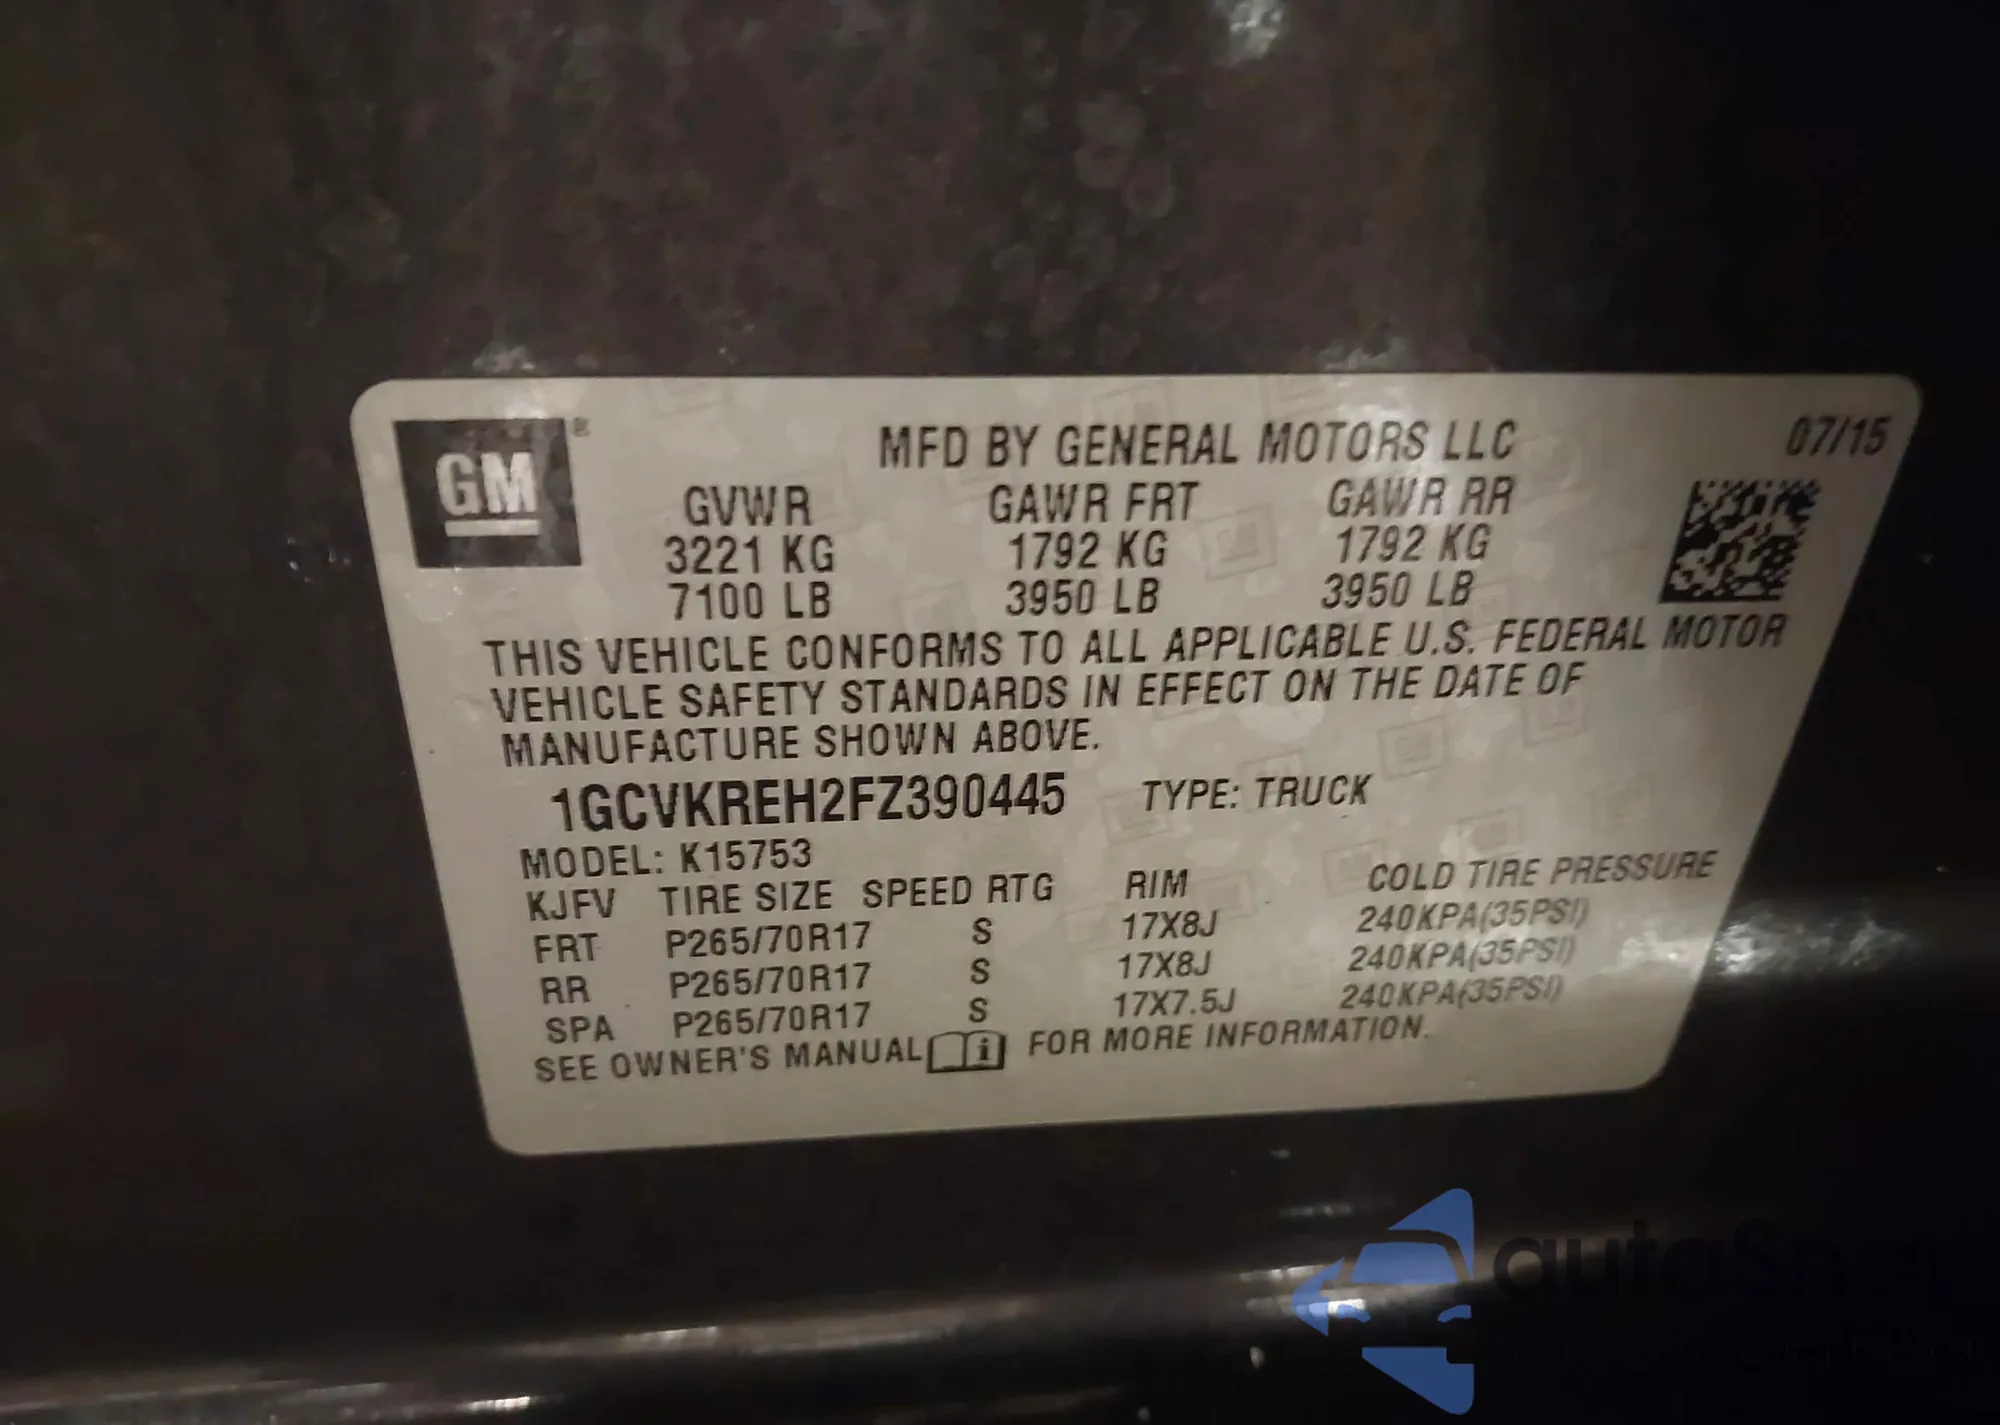 GM ®
MFD BY GENERAL MOTORS LLC 07/15
GVWR GAWR FRT GAWR RR
3221 KG 1792 KG 1792 KG
7100 LB 3950 LB 3950 LB
THIS VEHICLE CONFORMS TO ALL APPLICABLE U.S. FEDERAL MOTOR
VEHICLE SAFETY STANDARDS IN EFFECT ON THE DATE OF
MANUFACTURE SHOWN ABOVE.
1GCVKREH2FZ390445 TYPE: TRUCK
MODEL: K15753
KJFV TIRE SIZE SPEED RTG RIM COLD TIRE PRESSURE
FRT P265/70R17 S 17X8J 240KPA(35PSI)
RR P265/70R17 S 17X8J 240KPA(35PSI)
SPA P265/70R17 S 17X7.5J 240KPA(35PSI)
SEE OWNER'S MANUAL i FOR MORE INFORMATION.